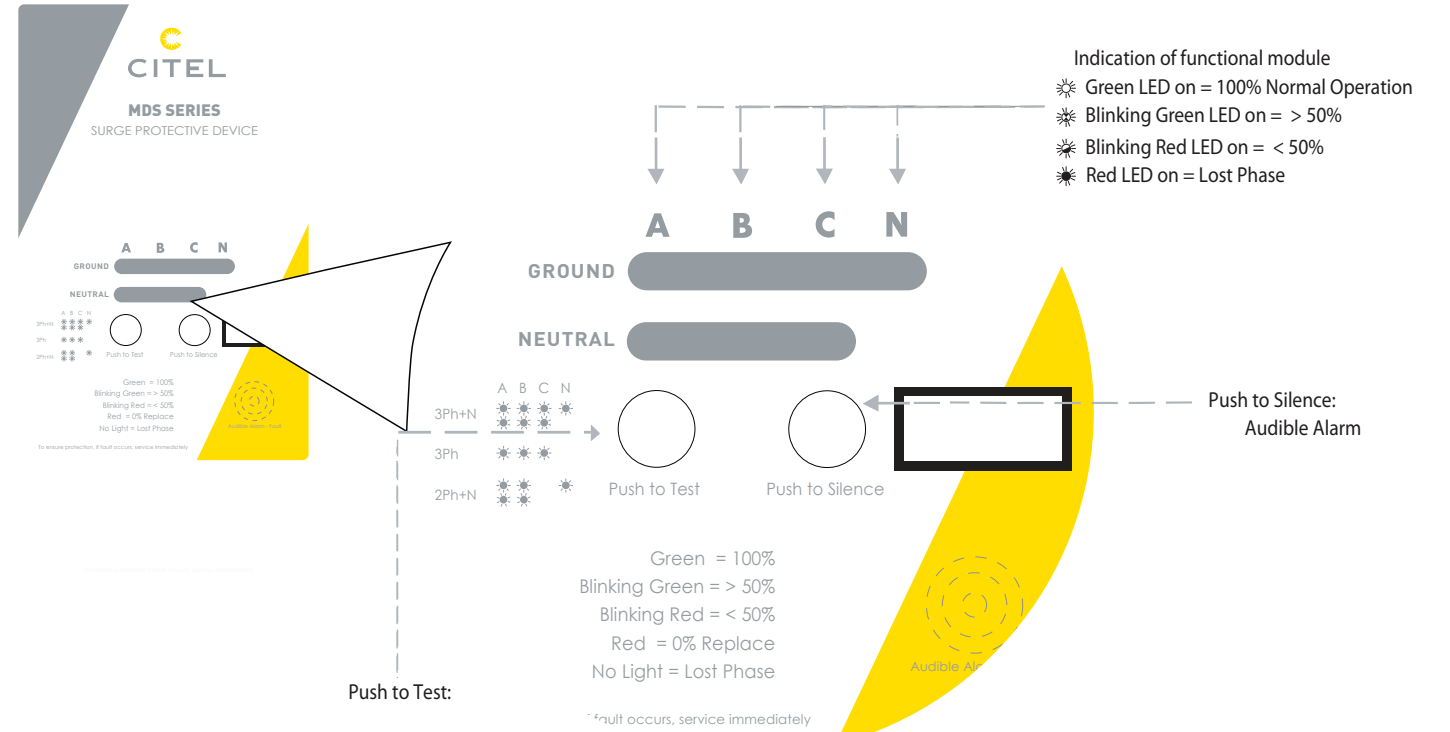 CITEL
MDS SERIES
SURGE PROTECTIVE DEVICE
A B C N
GROUND
NEUTRAL
A B C N
3Ph+N
3Ph
2Ph+N
Push to Test
Push to Silence
Green = 100%
Blinking Green = > 50%
Blinking Red = < 50%
Red = 0% Replace
No Light = Lost Phase
Audible Alarm - Fault
To ensure protection, if fault occurs, service immediately
Indication of functional module
Green LED on = 100% Normal Operation
Blinking Green LED on = > 50%
Blinking Red LED on = < 50%
Red LED on = Lost Phase
A B C N
GROUND
NEUTRAL
A B C N
3Ph+N
3Ph
2Ph+N
Push to Test
Push to Silence
Push to Silence:
Audible Alarm
Green = 100%
Blinking Green = > 50%
Blinking Red = < 50%
Red = 0% Replace
No Light = Lost Phase
Audible
fault occurs, service immediately
Push to Test: